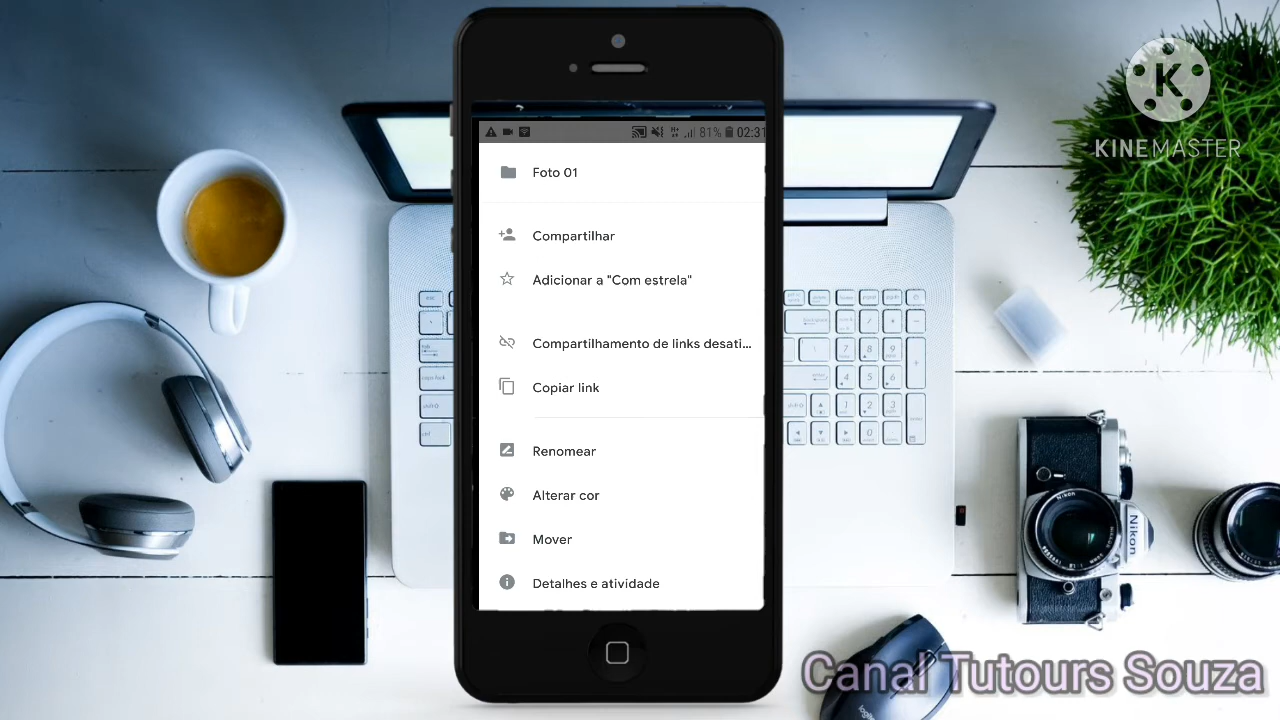 81% 02:31
Foto 01
Compartilhar
Adicionar a "Com estrela"
Compartilhamento de links desati...
Copiar link
Renomear
Alterar cor
Mover
Detalhes e atividade
K
KINEMASTER
Nikon
Canal Tutours Souza